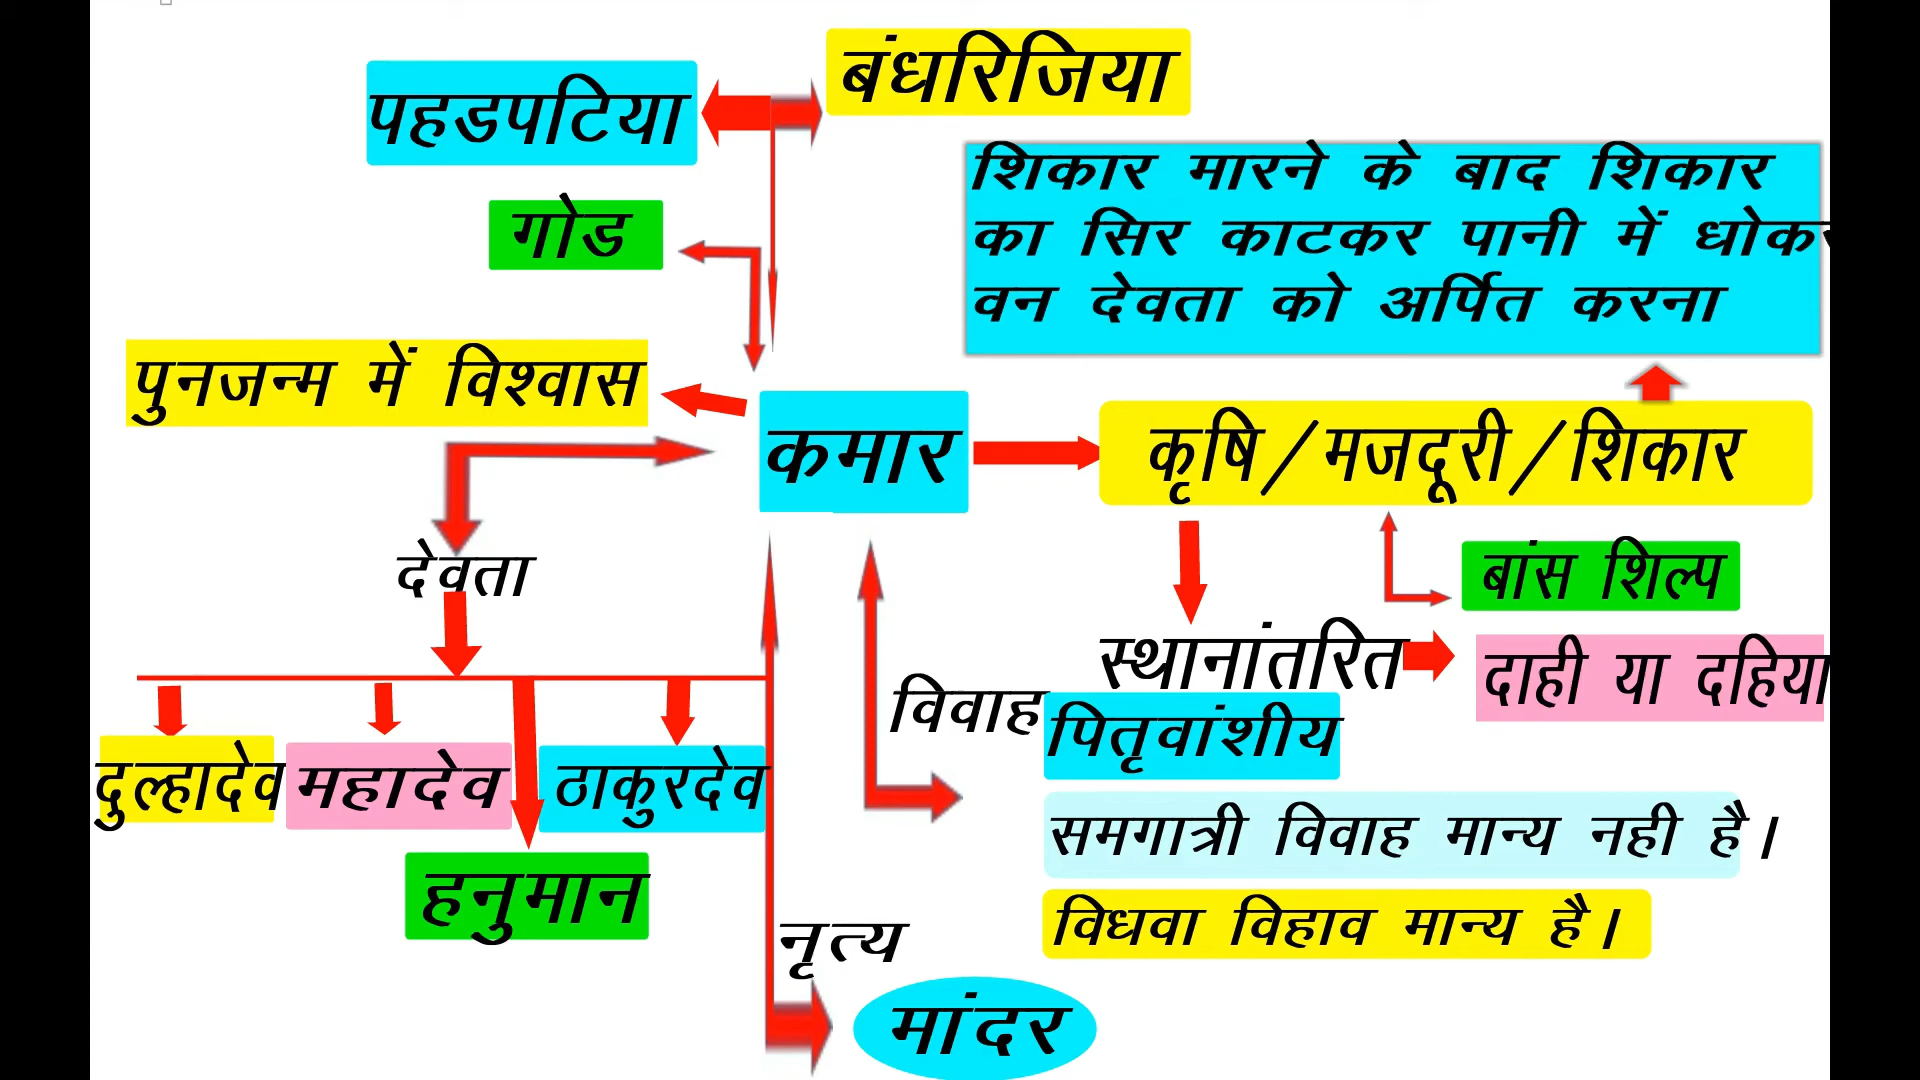 बंधरिजिया
पहडपटिया
गोड
शिकार मारने के बाद शिकार
का सिर काटकर पानी में धोकर
वन देवता को अर्पित करना
पुनजन्म में विश्वास
कमार
कृषि/मजदूरी/शिकार
देवता
बांस शिल्प
स्थानांतरित
दाही या दहिया
विवाह
पितृवांशीय
दुल्हादेव
महादेव
ठाकुरदेव
समगात्री विवाह मान्य नही है।
हनुमान
विधवा विहाव मान्य है।
नृत्य
मांदर